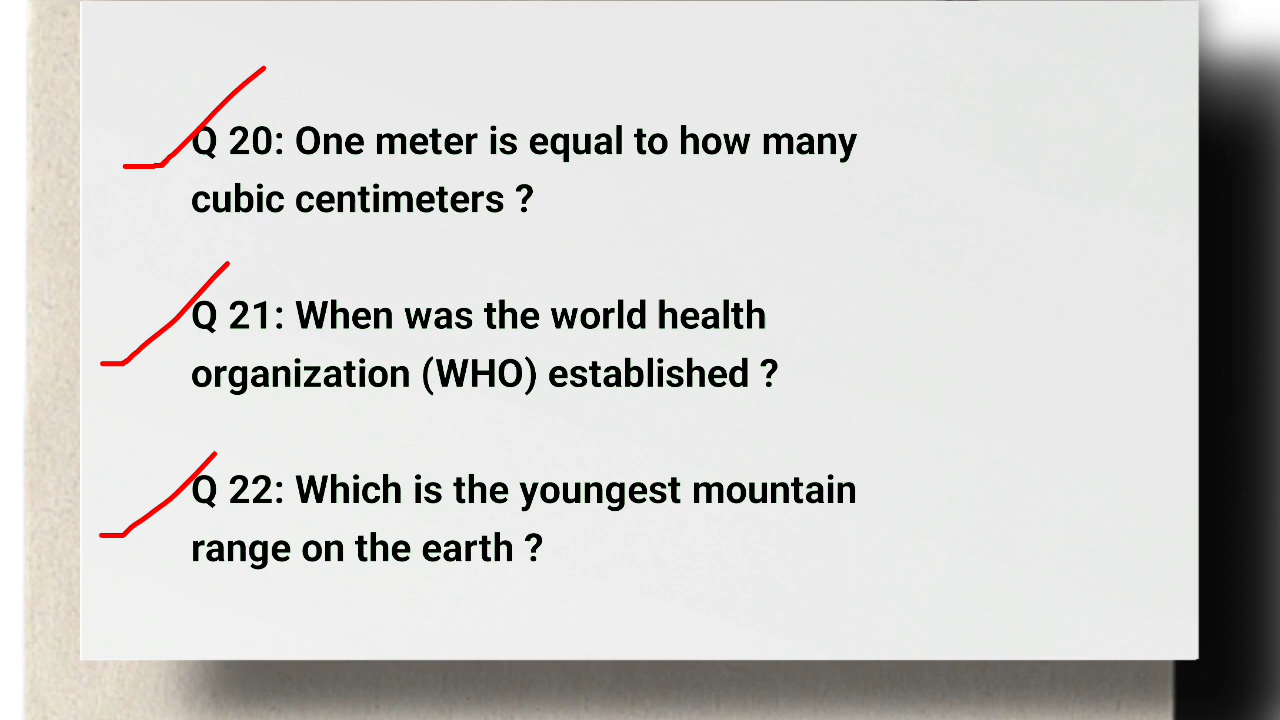 Q 20: One meter is equal to how many
cubic centimeters ?
Q 21: When was the world health
organization (WHO) established ?
Q 22: Which is the youngest mountain
range on the earth ?